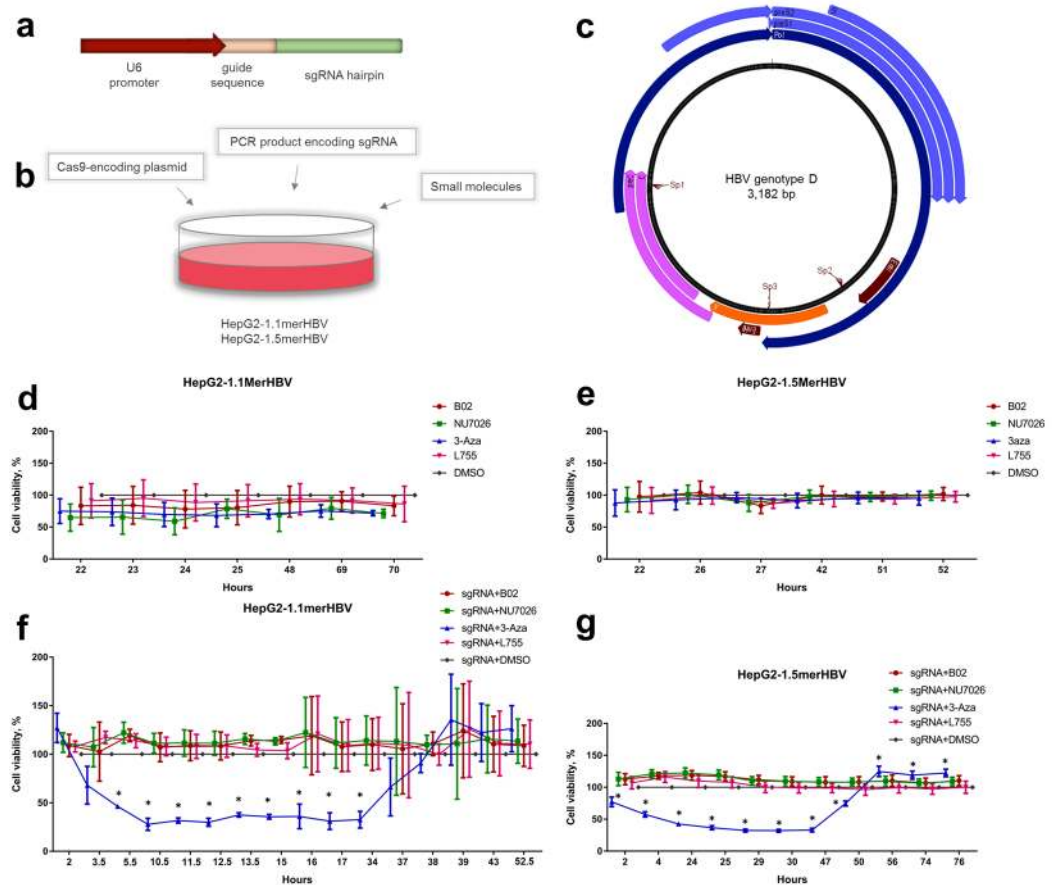 a
U6
promoter
guide
sequence
sgRNA hairpin
b
Cas9-encoding plasmid
PCR product encoding sgRNA
Small molecules
HepG2-1.1merHBV
HepG2-1.5merHBV
c
preS2
preS1
Pol
S
HBV genotype D
3,182 bp
Sp1
Sp2
Sp3
d
HepG2-1.1MerHBV
B02
NU7026
3-Aza
L755
DMSO
Cell viability, %
200
150
100
50
0
22 23 24 25 48 69 70
Hours
e
HepG2-1.5MerHBV
B02
NU7026
3aza
L755
DMSO
Cell viability, %
200
150
100
50
0
22 26 27 42 51 52
Hours
f
HepG2-1.1merHBV
sgRNA+B02
sgRNA+NU7026
sgRNA+3-Aza
sgRNA+L755
sgRNA+DMSO
Cell viability, %
200
150
100
50
0
* * * * * * * * *
2 3.5 5.5 10.5 11.5 12.5 13.5 15 16 17 34 37 38 39 43 52.5
Hours
g
HepG2-1.5merHBV
sgRNA+B02
sgRNA+NU7026
sgRNA+3-Aza
sgRNA+L755
sgRNA+DMSO
Cell viability, %
200
150
100
50
0
* * * * * * * * * * *
2 4 24 25 29 30 47 50 56 74 76
Hours